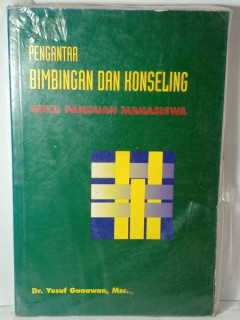 PENGANTAR
BIMBINGAN DAN KONSELING
BUKU PANDUAN MAHASISWA
Dr. Yusuf Gunawan, Msc.